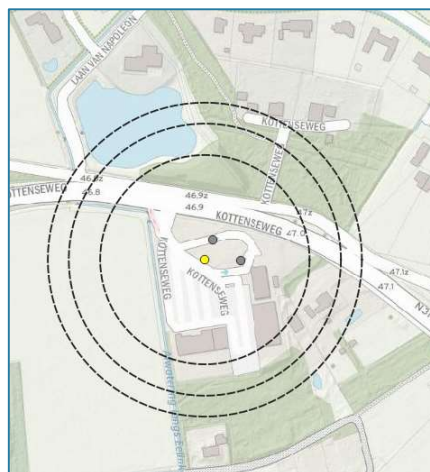 LAAN VAN NAPOLEON
KOTTENSEWEG
KOTTENSEWEG
KOTTENSEWEG
46.8
46.9z
46.9
KOTTENSEWEG
47.0
47.1z
47.1
KOTTENSEWEG
KOTTENSEWEG